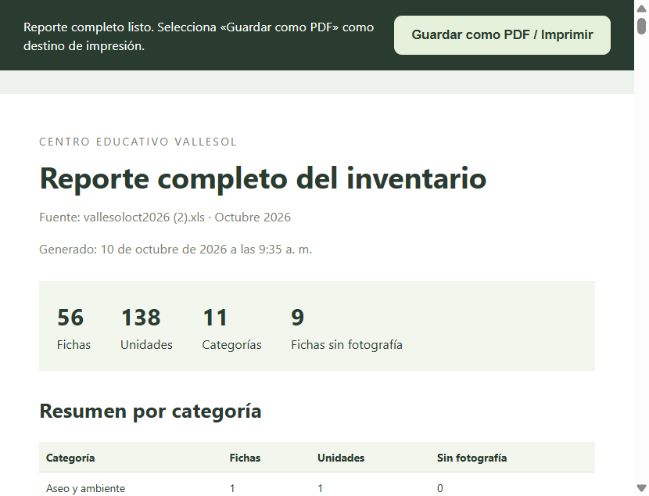 Reporte completo listo. Selecciona «Guardar como PDF» como
destino de impresión.
Guardar como PDF / Imprimir
CENTRO EDUCATIVO VALLESOL
Reporte completo del inventario
Fuente: vallesoloct2026 (2).xls · Octubre 2026
Generado: 10 de octubre de 2026 a las 9:35 a. m.
56 138 11 9
Fichas Unidades Categorías Fichas sin fotografía
Resumen por categoría
Categoría Fichas Unidades Sin fotografía
Aseo y ambiente 1 1 0